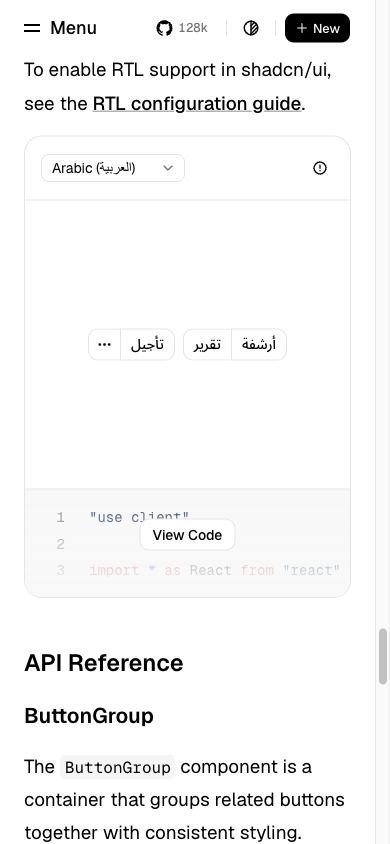 Menu 128k + New
To enable RTL support in shadcn/ui,
see the RTL configuration guide.
Arabic (العربية)
أرشفة تقرير تأجيل ...
1 "use client"
View Code
2
3 import * as React from "react"
API Reference
ButtonGroup
The ButtonGroup component is a
container that groups related buttons
together with consistent styling.